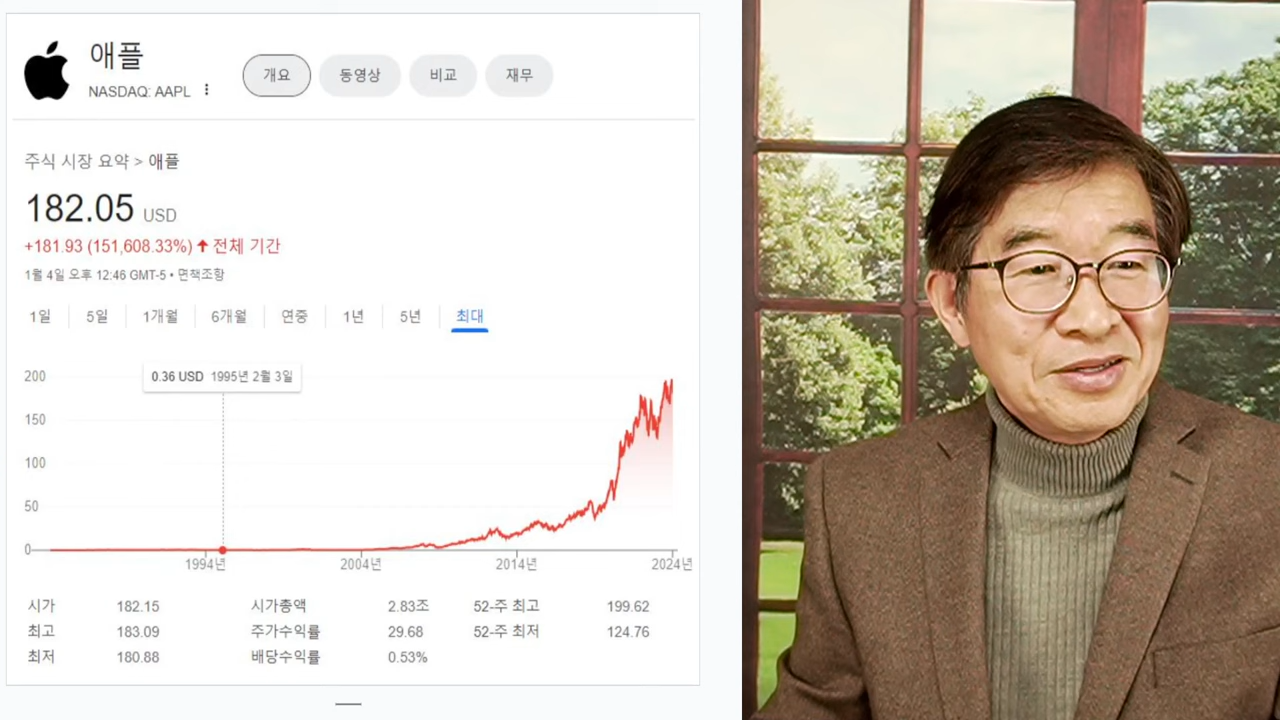 애플
NASDAQ: AAPL
개요 동영상 비교 재무
주식 시장 요약 > 애플
182.05 USD
+181.93 (151,608.33%) ↑ 전체 기간
1월 4일 오후 12:46 GMT-5 • 면책조항
1일 5일 1개월 6개월 연중 1년 5년 최대
0.36 USD 1995년 2월 3일
200
150
100
50
0
1994년 2004년 2014년 2024년
시가 182.15 시가총액 2.83조 52-주 최고 199.62
최고 183.09 주가수익률 29.68 52-주 최저 124.76
최저 180.88 배당수익률 0.53%